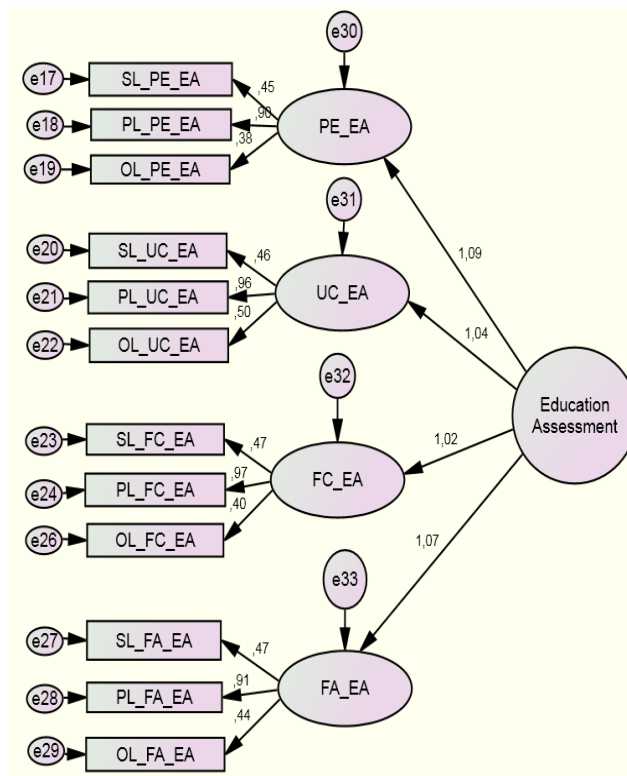 e30
e17
SL_PE_EA
,45
e18
PL_PE_EA
,90
PE_EA
e19
OL_PE_EA
,38
e31
e20
SL_UC_EA
,46
1,09
e21
PL_UC_EA
,96
UC_EA
e22
OL_UC_EA
,50
1,04
e32
Education
Assessment
e23
SL_FC_EA
,47
1,02
e24
PL_FC_EA
,97
FC_EA
e26
OL_FC_EA
,40
1,07
e33
e27
SL_FA_EA
,47
e28
PL_FA_EA
,91
FA_EA
e29
OL_FA_EA
,44